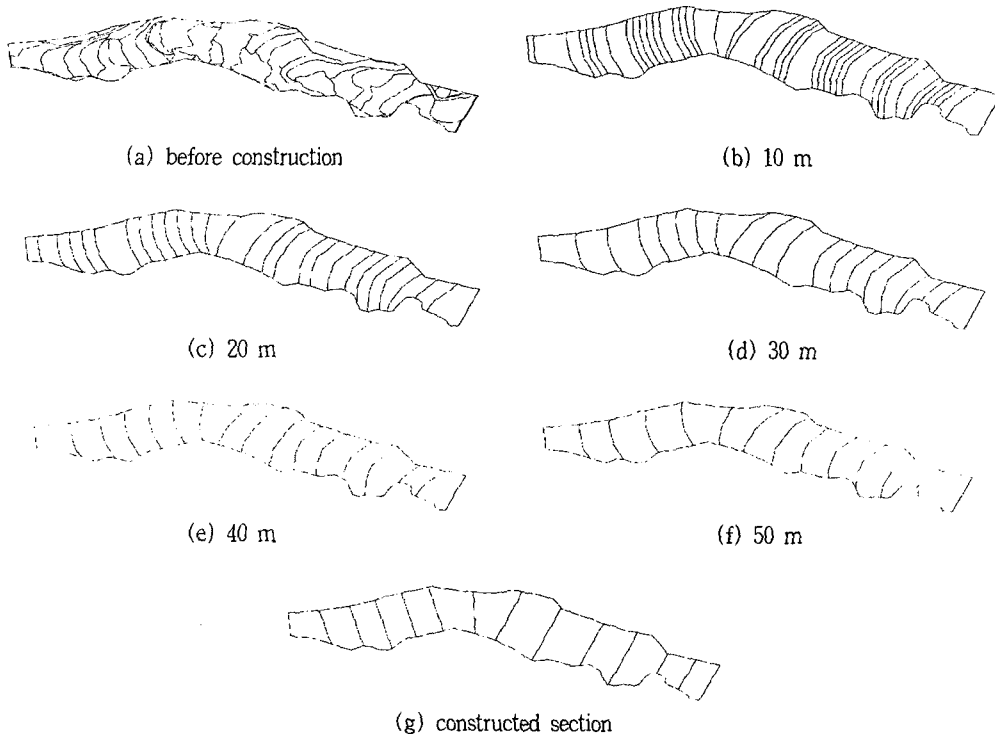 (a) before construction
(b) 10 m
(c) 20 m
(d) 30 m
(e) 40 m
(f) 50 m
(g) constructed section